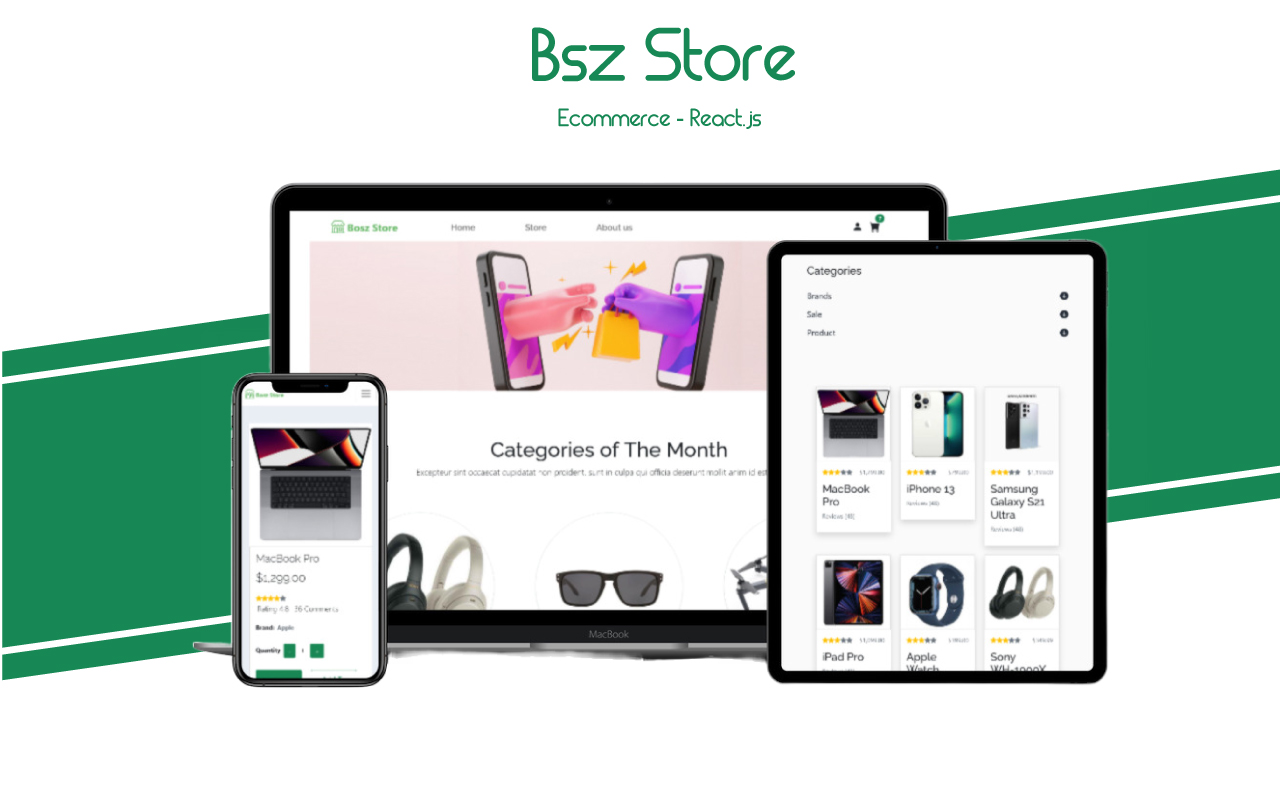 Bsz Store
Ecommerce - React.js
Bosz Store
Home
Store
About us
Categories of The Month
Excepteur sint occaecat cupidatat non proident, sunt in culpa qui officia deserunt mollit anim id est
MacBook
Categories
Brands
Sale
Product
MacBook Pro
Reviews (48)
iPhone 13
Reviews (48)
Samsung Galaxy S21 Ultra
Reviews (48)
iPad Pro
Apple Watch
Sony WH-1000X
Bosz Store
MacBook Pro
$1,299.00
Rating 4.8 - 36 Comments
Brand: Apple
Quantity - 1 +